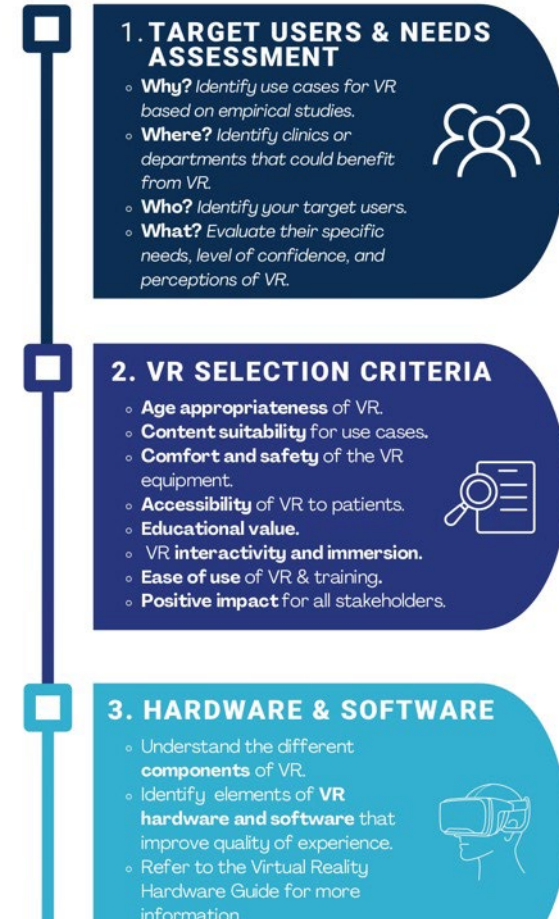 1. TARGET USERS & NEEDS
ASSESSMENT
◦ Why? Identify use cases for VR
based on empirical studies.
◦ Where? Identify clinics or
departments that could benefit
from VR.
◦ Who? Identify your target users.
◦ What? Evaluate their specific
needs, level of confidence, and
perceptions of VR.
2. VR SELECTION CRITERIA
◦ Age appropriateness of VR.
◦ Content suitability for use cases.
◦ Comfort and safety of the VR
equipment.
◦ Accessibility of VR to patients.
◦ Educational value.
◦ VR interactivity and immersion.
◦ Ease of use of VR & training.
◦ Positive impact for all stakeholders.
3. HARDWARE & SOFTWARE
◦ Understand the different
components of VR.
◦ Identify elements of VR
hardware and software that
improve quality of experience.
◦ Refer to the Virtual Reality
Hardware Guide for more
information